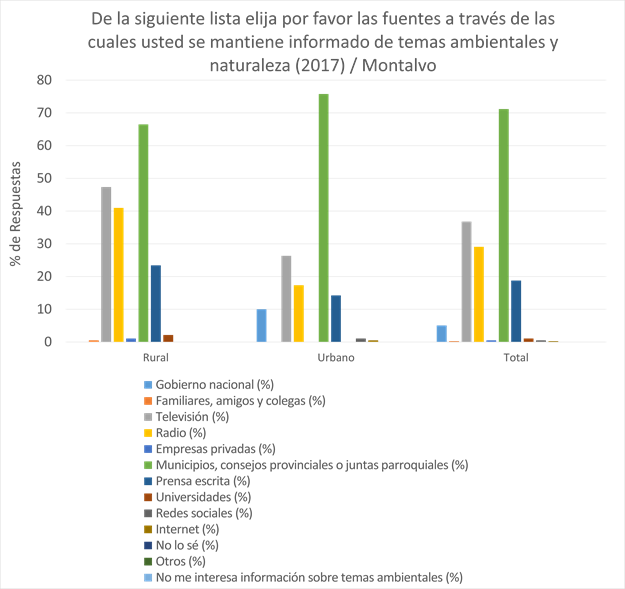 De la siguiente lista elija por favor las fuentes a través de las
cuales usted se mantiene informado de temas ambientales y
naturaleza (2017) / Montalvo
80
70
60
50
40
30
20
10
0
% de Respuestas
Rural
Urbano
Total
Gobierno nacional (%)
Familiares, amigos y colegas (%)
Televisión (%)
Radio (%)
Empresas privadas (%)
Municipios, consejos provinciales o juntas parroquiales (%)
Prensa escrita (%)
Universidades (%)
Redes sociales (%)
Internet (%)
No lo sé (%)
Otros (%)
No me interesa información sobre temas ambientales (%)